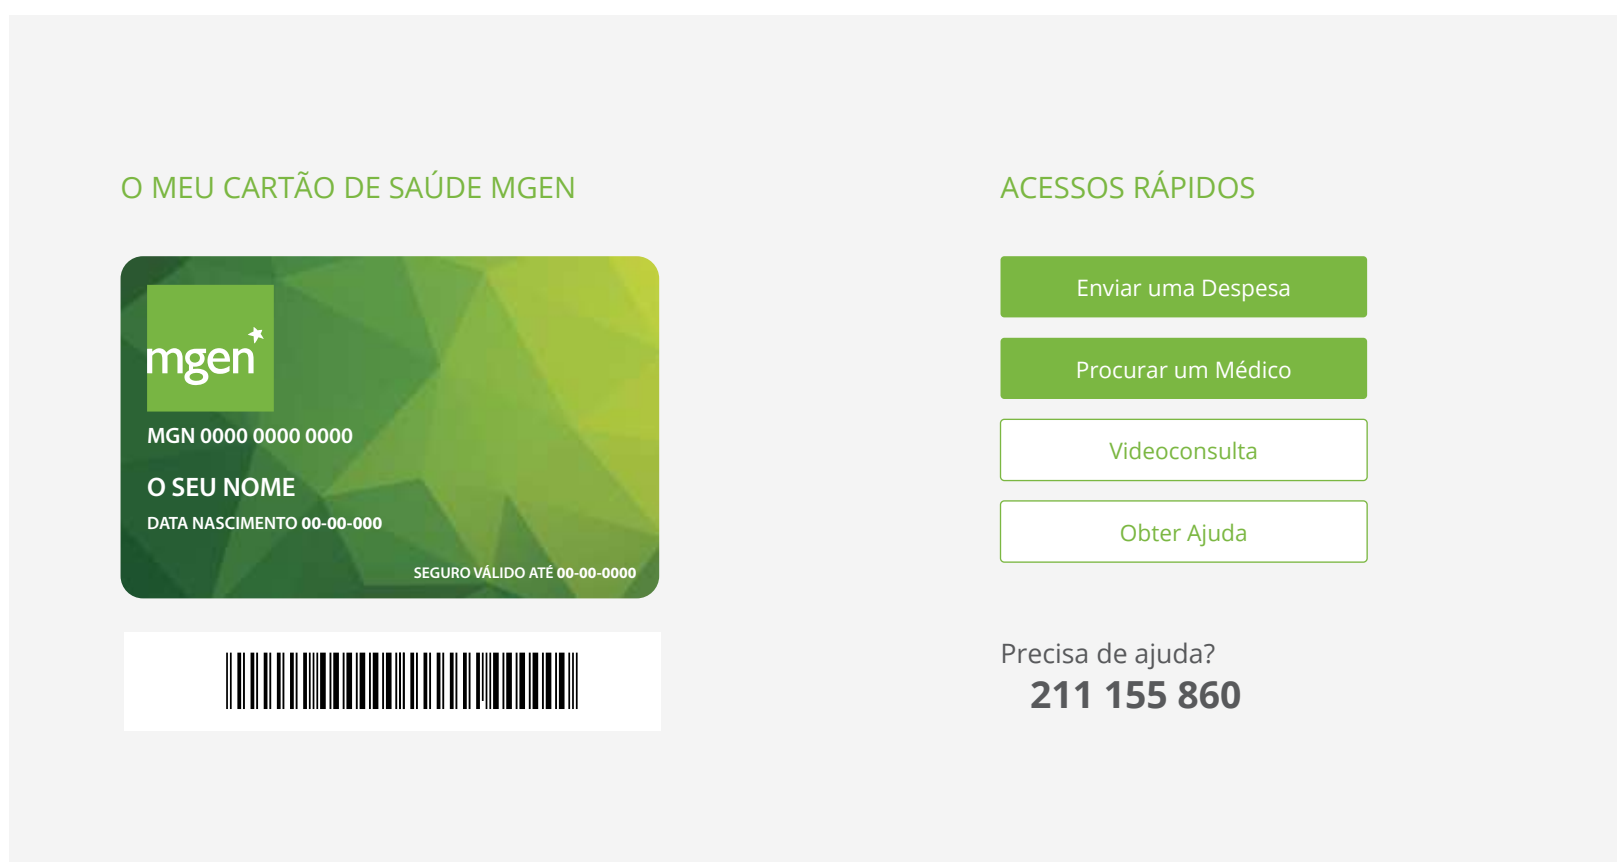 O MEU CARTÃO DE SAÚDE MGEN
mgen
MGN 0000 0000 0000
O SEU NOME
DATA NASCIMENTO 00-00-000
SEGURO VÁLIDO ATÉ 00-00-0000
ACESSOS RÁPIDOS
Enviar uma Despesa
Procurar um Médico
Videoconsulta
Obter Ajuda
Precisa de ajuda?
211 155 860